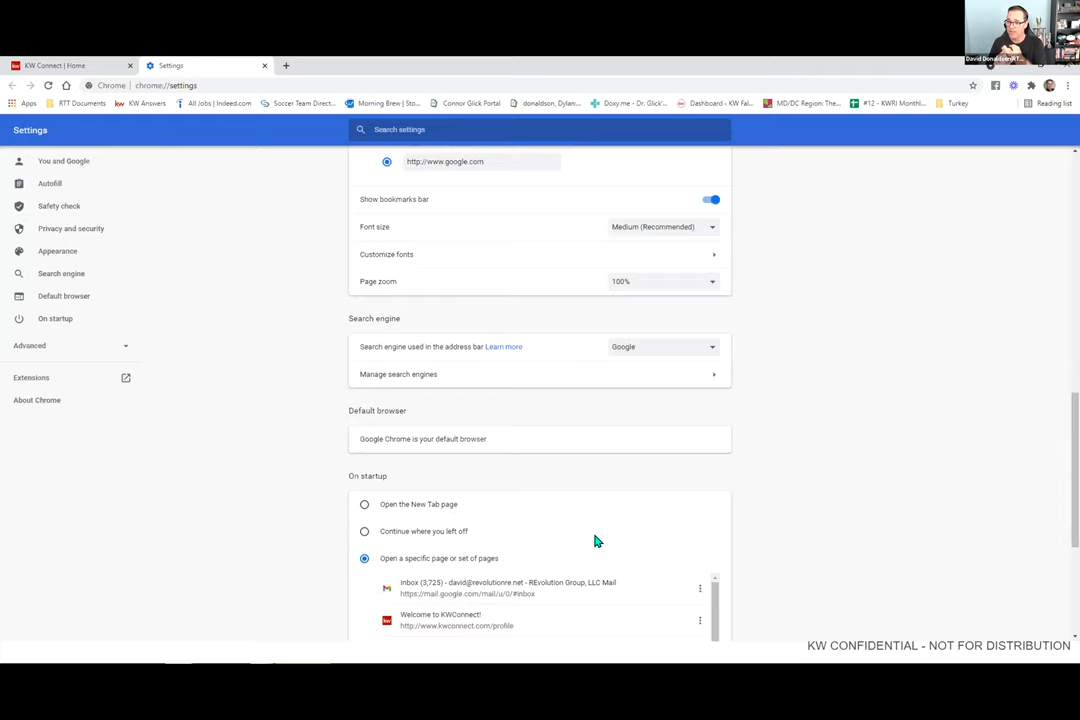 David Donaldson/RT...
KW Connect | Home
Settings
Chrome | chrome://settings
Apps
RTT Documents
KW Answers
All Jobs | Indeed.com
Soccer Team Direct...
Morning Brew | Sto...
Connor Glick Portal
donaldson, Dylan...
Doxy.me - Dr. Glick'...
Dashboard - KW Fal...
MD/DC Region: The...
#12 - KWRI Monthl...
Turkey
Reading list
Settings
Search settings
You and Google
Autofill
Safety check
Privacy and security
Appearance
Search engine
Default browser
On startup
Advanced
Extensions
About Chrome
http://www.google.com
Show bookmarks bar
Font size
Medium (Recommended)
Customize fonts
Page zoom
100%
Search engine
Search engine used in the address bar Learn more
Google
Manage search engines
Default browser
Google Chrome is your default browser
On startup
Open the New Tab page
Continue where you left off
Open a specific page or set of pages
Inbox (3,725) - david@revolutionre.net - REvolution Group, LLC Mail
https://mail.google.com/mail/u/0/#inbox
Welcome to KWConnect!
http://www.kwconnect.com/profile
KW CONFIDENTIAL - NOT FOR DISTRIBUTION